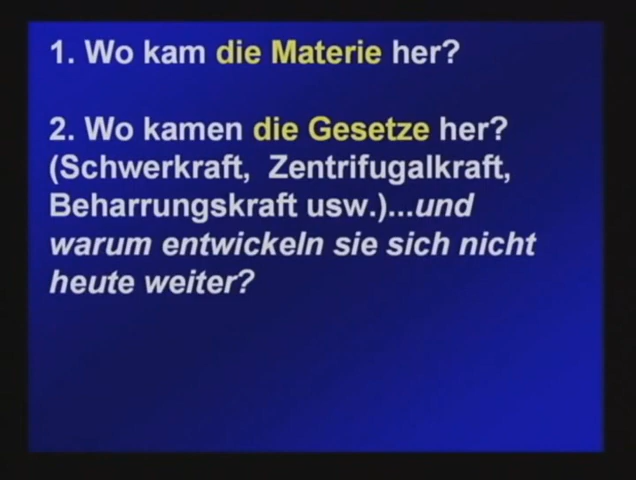 1. Wo kam die Materie her?
2. Wo kamen die Gesetze her?
(Schwerkraft, Zentrifugalkraft,
Beharrungskraft usw.)...und
warum entwickeln sie sich nicht
heute weiter?